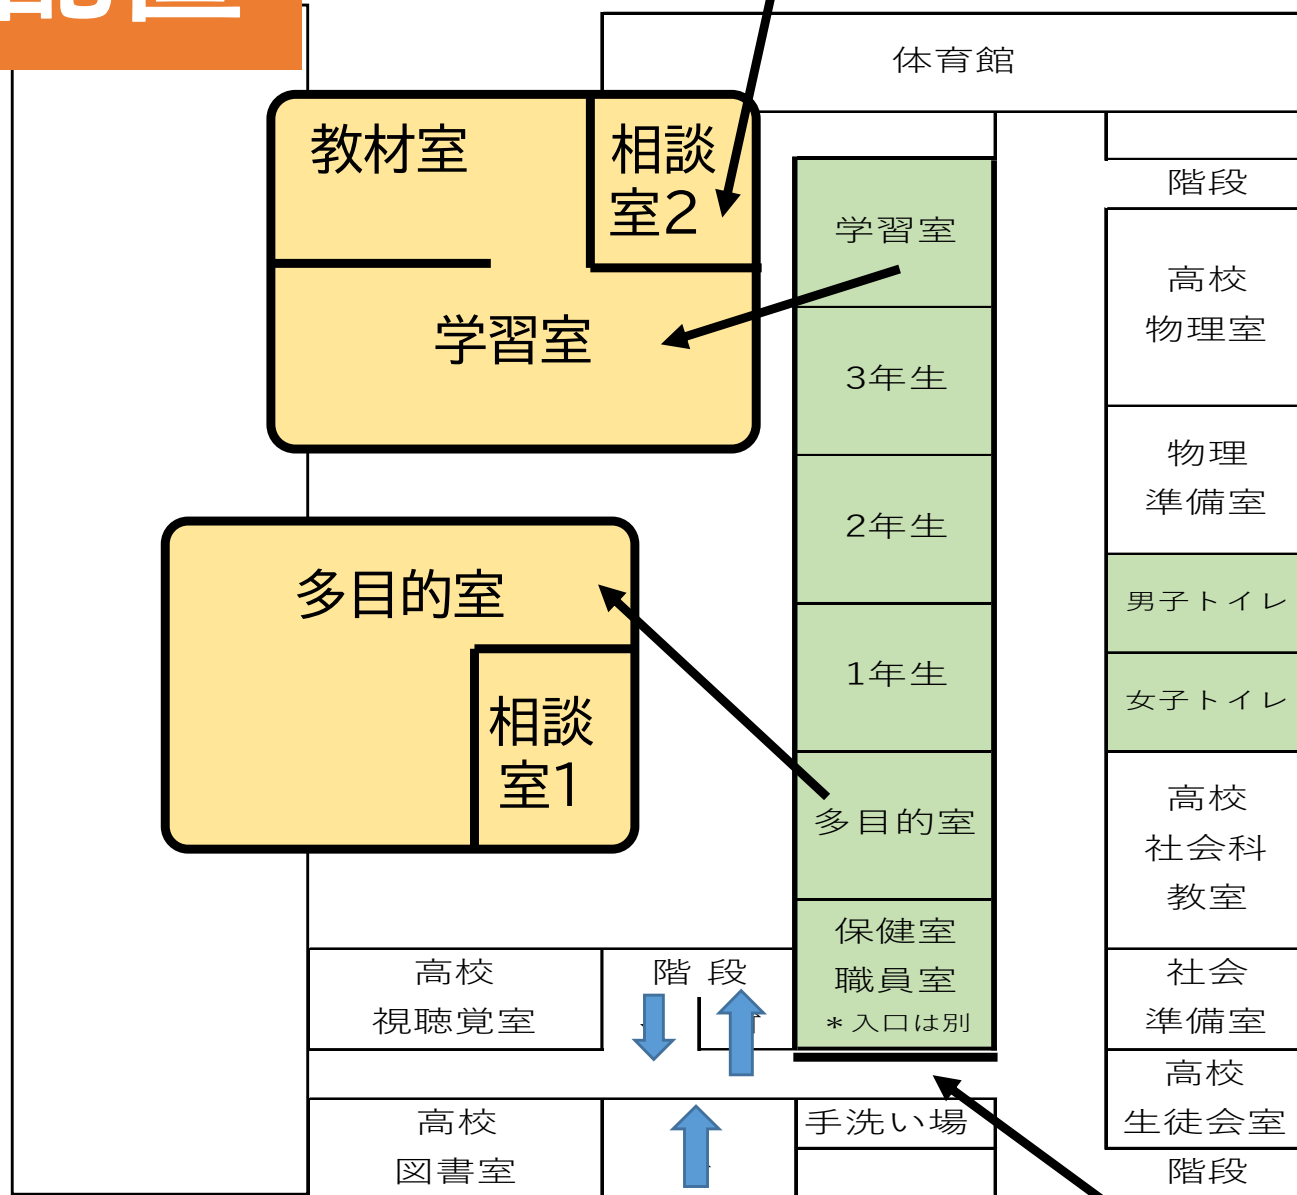 体育館
教材室
相談
室2
学習室
多目的室
相談
室1
学習室
3年生
2年生
1年生
多目的室
保健室
職員室
＊入口は別
階段
高校
物理室
物理
準備室
男子トイレ
女子トイレ
高校
社会科
教室
社会
準備室
高校
生徒会室
階段
高校
視聴覚室
階段
高校
図書室
手洗い場